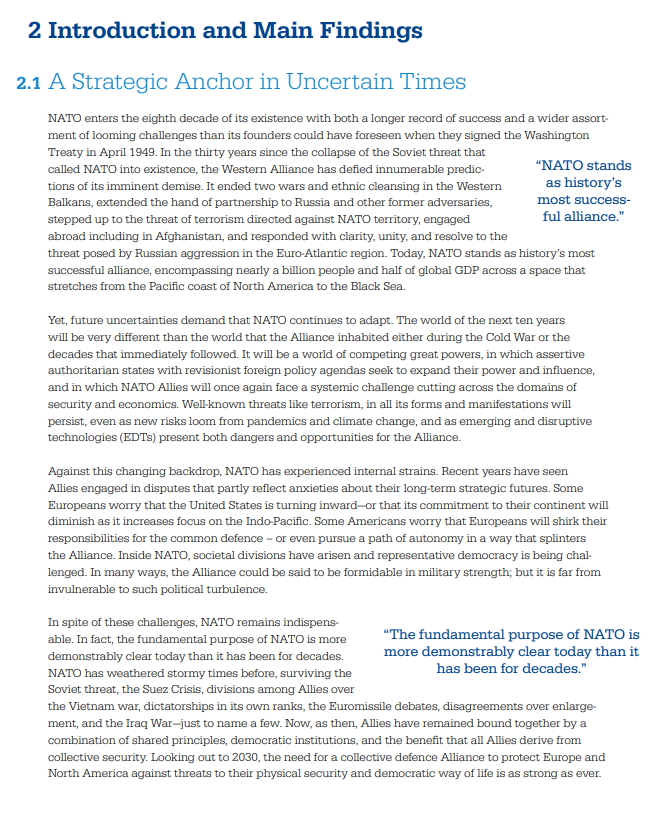 2 Introduction and Main Findings
2.1 A Strategic Anchor in Uncertain Times
NATO enters the eighth decade of its existence with both a longer record of success and a wider assort-
ment of looming challenges than its founders could have foreseen when they signed the Washington
Treaty in April 1949. In the thirty years since the collapse of the Soviet threat that
called NATO into existence, the Western Alliance has defied innumerable predic-
tions of its imminent demise. It ended two wars and ethnic cleansing in the Western
Balkans, extended the hand of partnership to Russia and other former adversaries,
stepped up to the threat of terrorism directed against NATO territory, engaged
abroad including in Afghanistan, and responded with clarity, unity, and resolve to the
threat posed by Russian aggression in the Euro-Atlantic region. Today, NATO stands as history's most
successful alliance, encompassing nearly a billion people and half of global GDP across a space that
stretches from the Pacific coast of North America to the Black Sea.
“NATO stands
as history's
most success-
ful alliance.”
Yet, future uncertainties demand that NATO continues to adapt. The world of the next ten years
will be very different than the world that the Alliance inhabited either during the Cold War or the
decades that immediately followed. It will be a world of competing great powers, in which assertive
authoritarian states with revisionist foreign policy agendas seek to expand their power and influence,
and in which NATO Allies will once again face a systemic challenge cutting across the domains of
security and economics. Well-known threats like terrorism, in all its forms and manifestations will
persist, even as new risks loom from pandemics and climate change, and as emerging and disruptive
technologies (EDTs) present both dangers and opportunities for the Alliance.
Against this changing backdrop, NATO has experienced internal strains. Recent years have seen
Allies engaged in disputes that partly reflect anxieties about their long-term strategic futures. Some
Europeans worry that the United States is turning inward—or that its commitment to their continent will
diminish as it increases focus on the Indo-Pacific. Some Americans worry that Europeans will shirk their
responsibilities for the common defence – or even pursue a path of autonomy in a way that splinters
the Alliance. Inside NATO, societal divisions have arisen and representative democracy is being chal-
lenged. In many ways, the Alliance could be said to be formidable in military strength; but it is far from
invulnerable to such political turbulence.
In spite of these challenges, NATO remains indispens-
able. In fact, the fundamental purpose of NATO is more
demonstrably clear today than it has been for decades.
NATO has weathered stormy times before, surviving the
Soviet threat, the Suez Crisis, divisions among Allies over
the Vietnam war, dictatorships in its own ranks, the Euromissile debates, disagreements over enlarge-
ment, and the Iraq War—just to name a few. Now, as then, Allies have remained bound together by a
combination of shared principles, democratic institutions, and the benefit that all Allies derive from
collective security. Looking out to 2030, the need for a collective defence Alliance to protect Europe and
North America against threats to their physical security and democratic way of life is as strong as ever.
“The fundamental purpose of NATO is
more demonstrably clear today than it
has been for decades.”